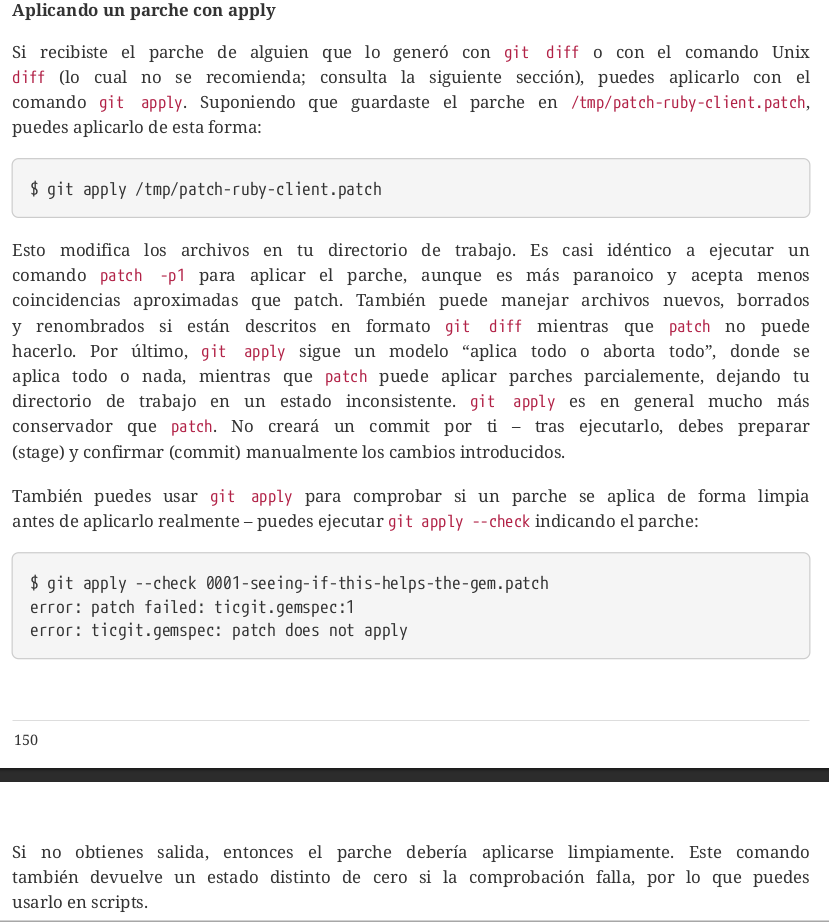 Aplicando un parche con apply
Si recibiste el parche de alguien que lo generó con git diff o con el comando Unix
diff (lo cual no se recomienda; consulta la siguiente sección), puedes aplicarlo con el
comando git apply. Suponiendo que guardaste el parche en /tmp/patch-ruby-client.patch,
puedes aplicarlo de esta forma:
$ git apply /tmp/patch-ruby-client.patch
Esto modifica los archivos en tu directorio de trabajo. Es casi idéntico a ejecutar un
comando patch -p1 para aplicar el parche, aunque es más paranoico y acepta menos
coincidencias aproximadas que patch. También puede manejar archivos nuevos, borrados
y renombrados si están descritos en formato git diff mientras que patch no puede
hacerlo. Por último, git apply sigue un modelo “aplica todo o aborta todo”, donde se
aplica todo o nada, mientras que patch puede aplicar parches parcialemente, dejando tu
directorio de trabajo en un estado inconsistente. git apply es en general mucho más
conservador que patch. No creará un commit por ti – tras ejecutarlo, debes preparar
(stage) y confirmar (commit) manualmente los cambios introducidos.
También puedes usar git apply para comprobar si un parche se aplica de forma limpia
antes de aplicarlo realmente – puedes ejecutar git apply --check indicando el parche:
$ git apply --check 0001-seeing-if-this-helps-the-gem.patch
error: patch failed: ticgit.gemspec:1
error: ticgit.gemspec: patch does not apply
150
Si no obtienes salida, entonces el parche debería aplicarse limpiamente. Este comando
también devuelve un estado distinto de cero si la comprobación falla, por lo que puedes
usarlo en scripts.